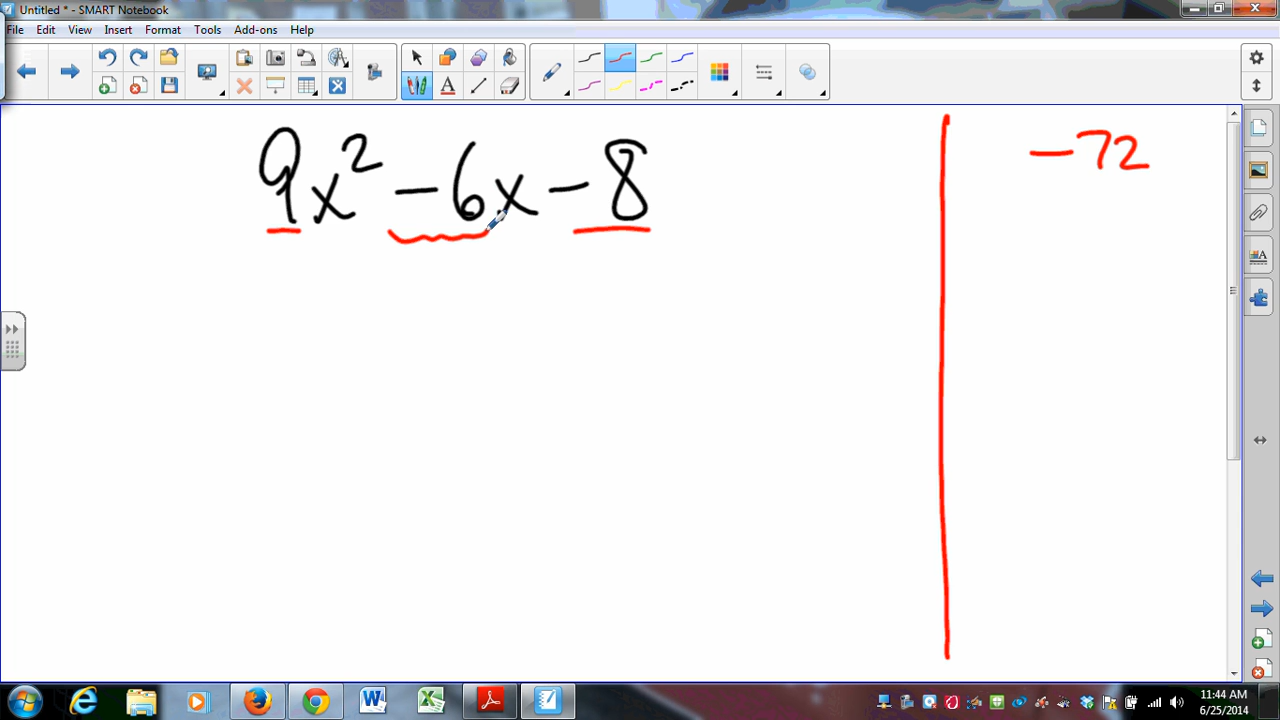 Untitled * - SMART Notebook
File Edit View Insert Format Tools Add-ons Help
9x² - 6x - 8
-72
11:44 AM
6/25/2014